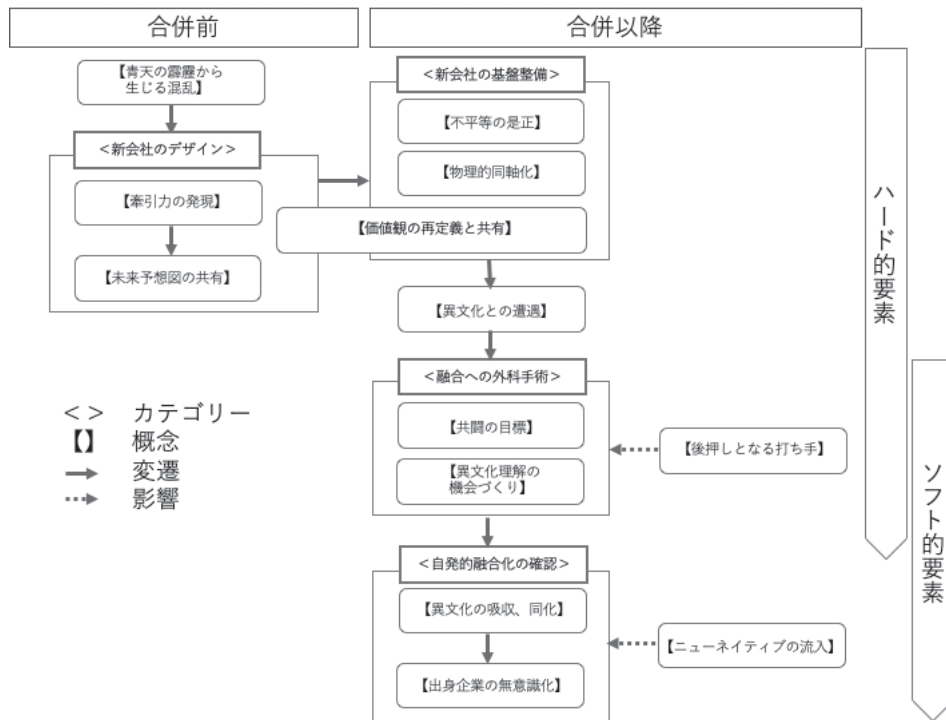 合併前
合併以降
【青天の霹靂から
生じる混乱】
<新会社のデザイン>
【牽引力の発現】
【未来予想図の共有】
<新会社の基盤整備>
【不平等の是正】
【物理的同軸化】
【価値観の再定義と共有】
【異文化との遭遇】
<融合への外科手術>
【共闘の目標】
【異文化理解の
機会づくり】
【後押しとなる打ち手】
<自発的融合化の確認>
【異文化の吸収、同化】
【出身企業の無意識化】
【ニューネイティブの流入】
< > カテゴリー
【】 概念
変遷
影響
ハード的要素
ソフト的要素